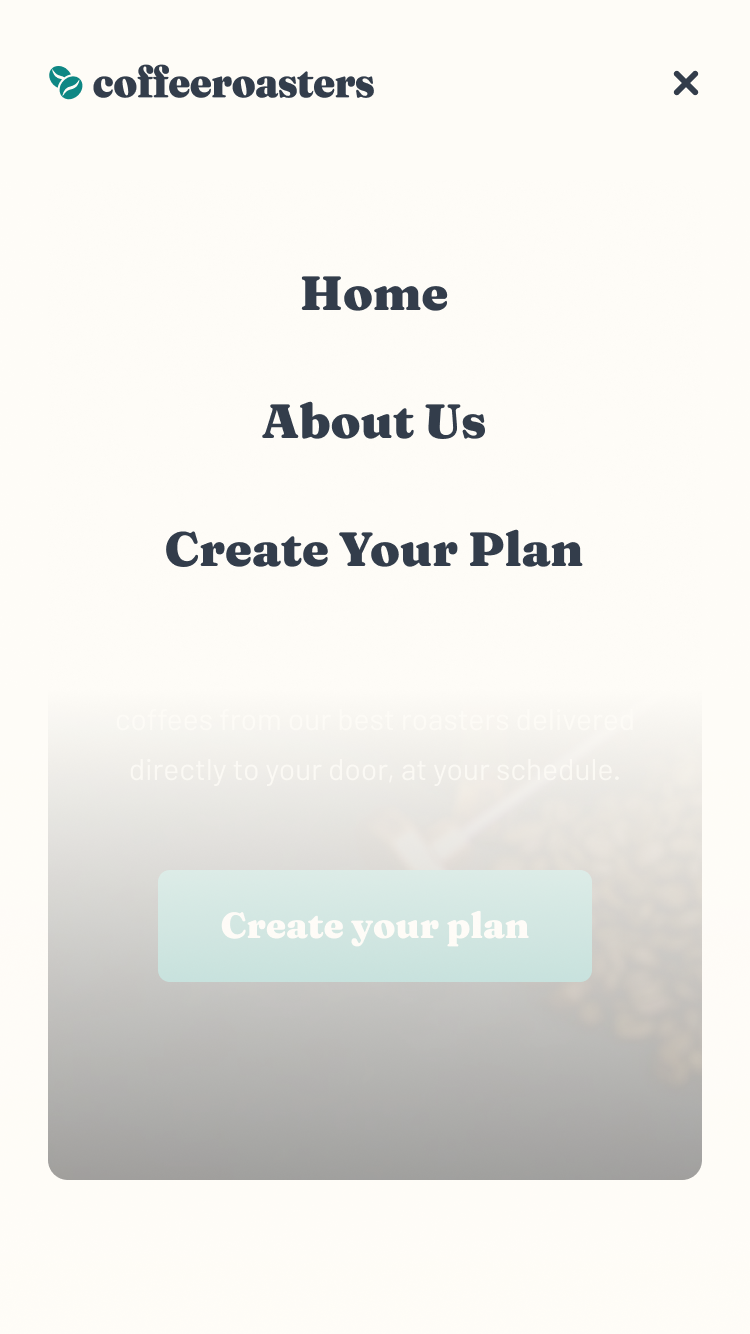 coffeeroasters
Home
About Us
Create Your Plan
coffees from our best roasters delivered
directly to your door, at your schedule.
Create your plan